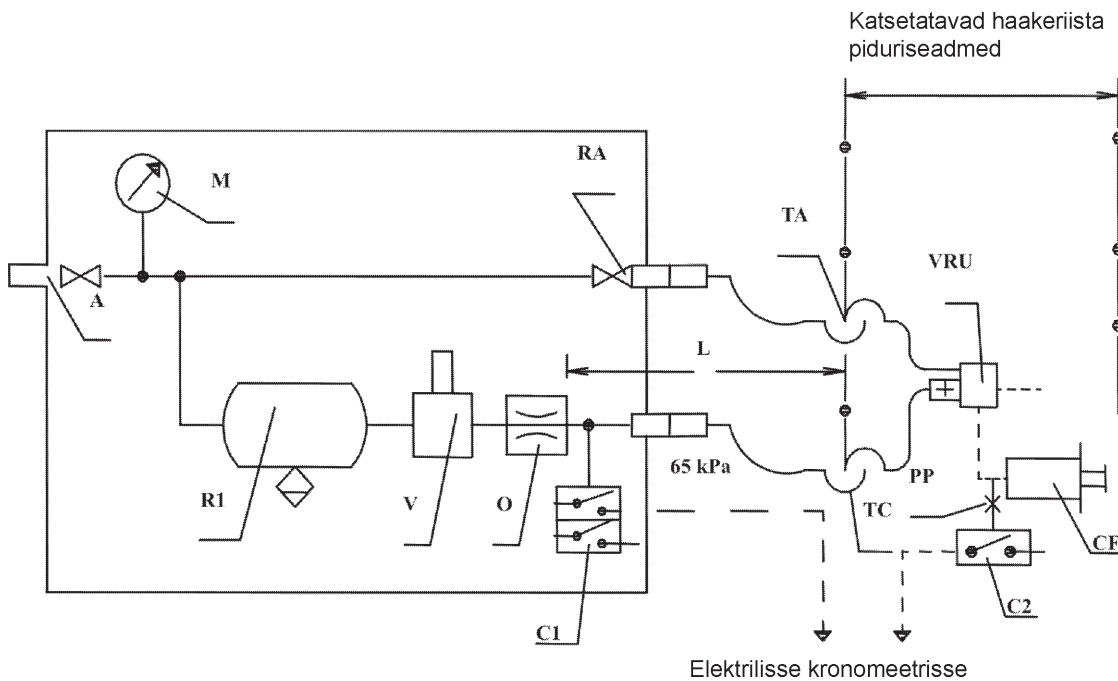 Katsetatavad haakeriista
piduriseadmed
M
RA
TA
VRU
A
L
65 kPa
PP
R1
V
O
TC
CF
C1
C2
Elektrilisse kronomeetrisse